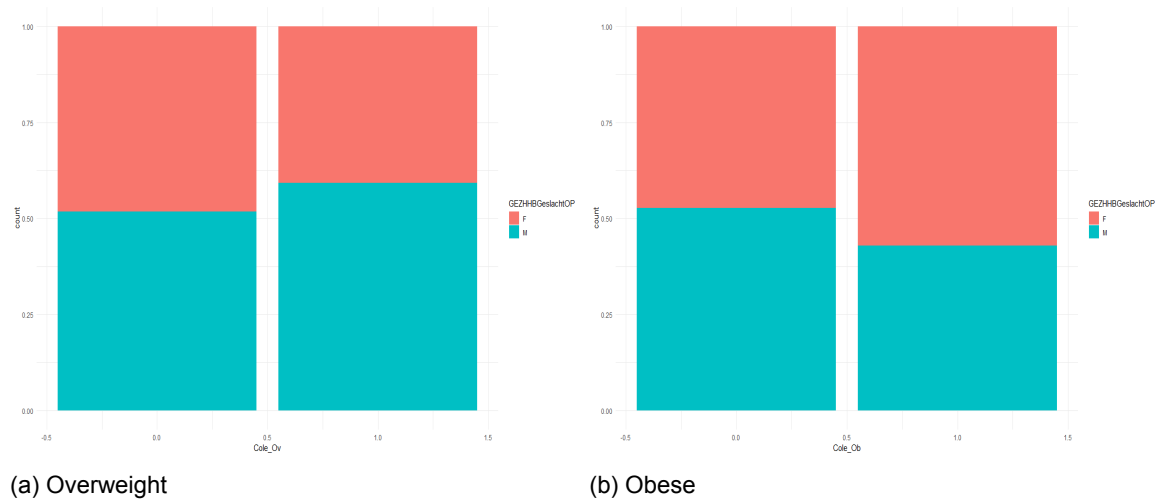 1.00
0.75
0.50
0.25
0.00
count
-0.5 0.0 0.5 1.0 1.5
Cole_Ov
GEZHHBGeslachtOP
F
M
(a) Overweight
1.00
0.75
0.50
0.25
0.00
count
-0.5 0.0 0.5 1.0 1.5
Cole_Ob
GEZHHBGeslachtOP
F
M
(b) Obese